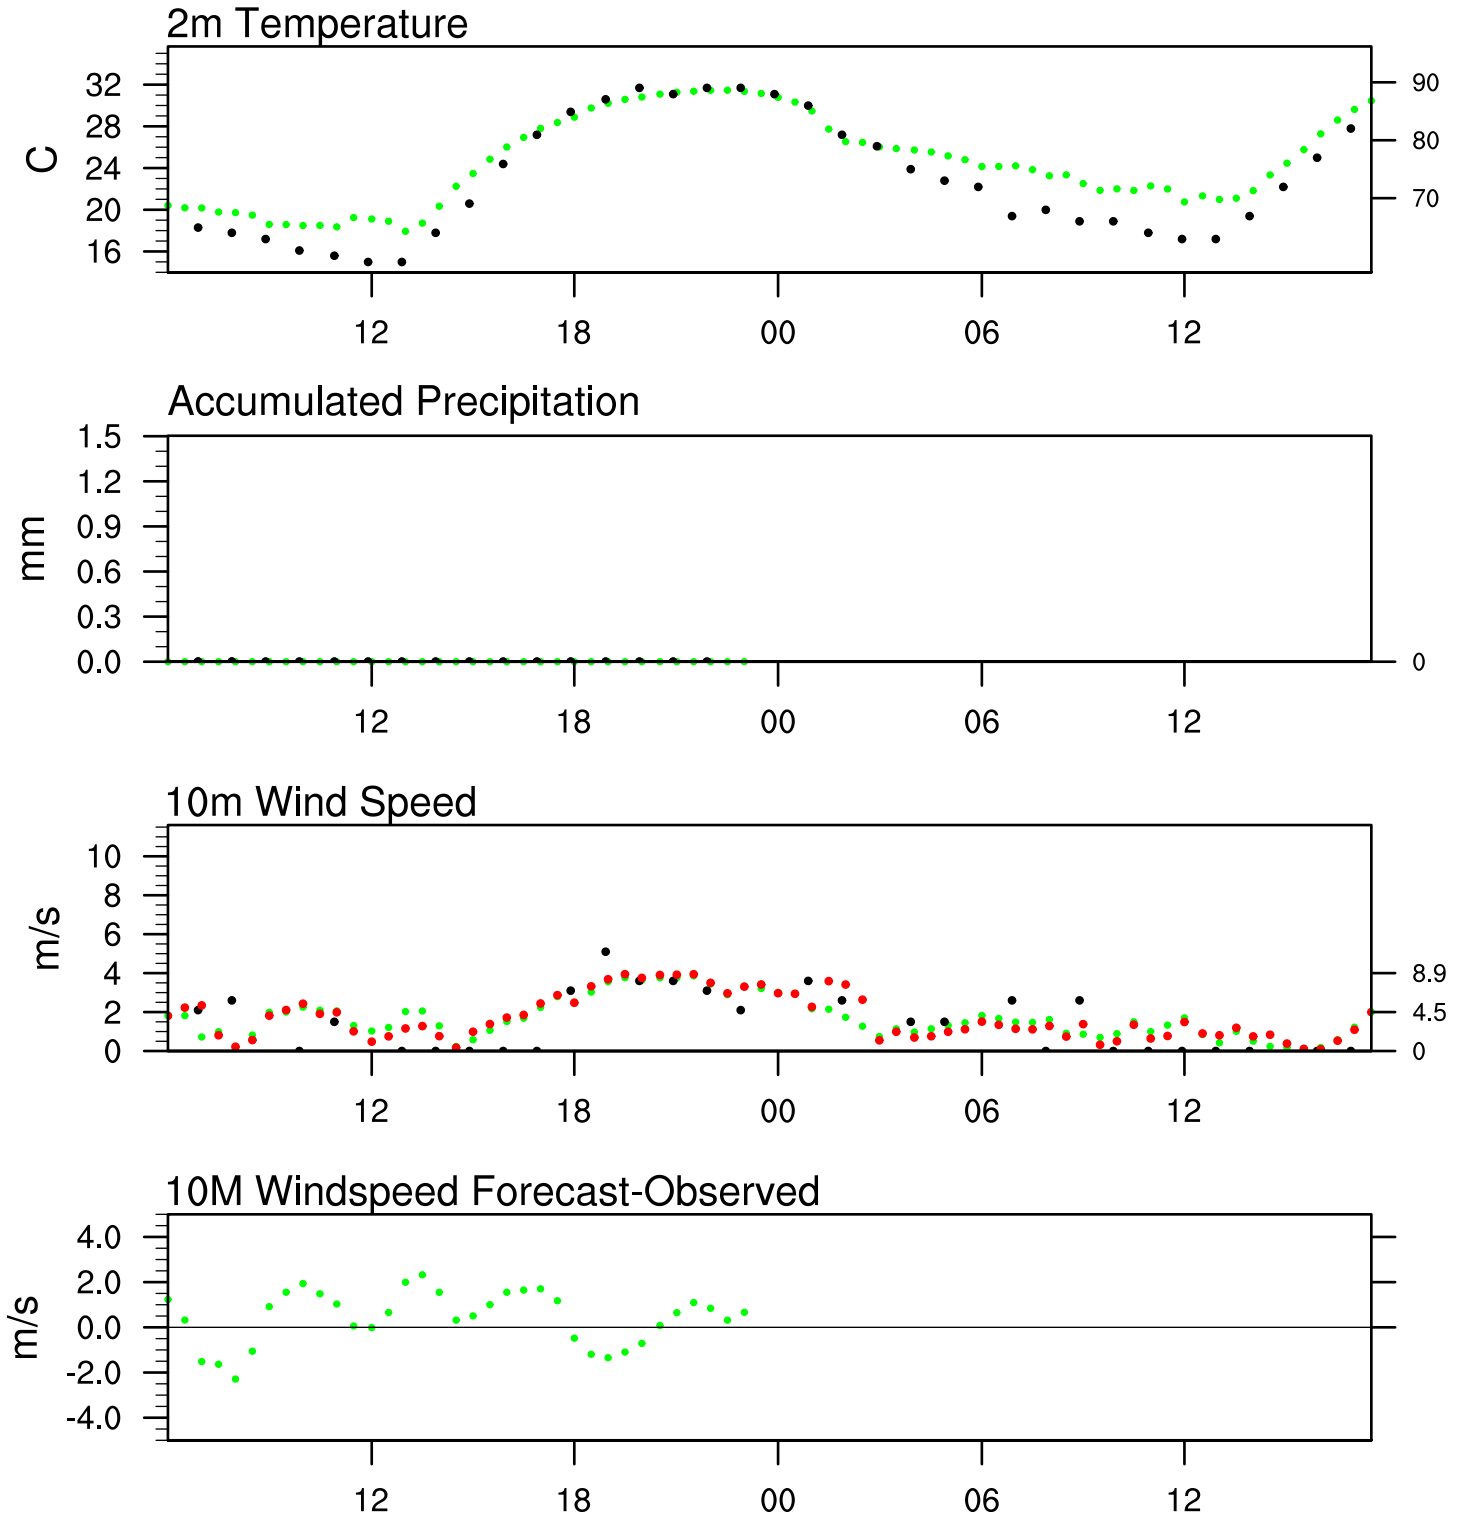 2m Temperature
32
28
24
20
16
C
90
80
70
12 18 00 06 12
Accumulated Precipitation
1.5
1.2
0.9
0.6
0.3
0.0
mm
0
12 18 00 06 12
10m Wind Speed
10
8
6
4
2
0
m/s
8.9
4.5
0
12 18 00 06 12
10M Windspeed Forecast-Observed
4.0
2.0
0.0
-2.0
-4.0
m/s
12 18 00 06 12